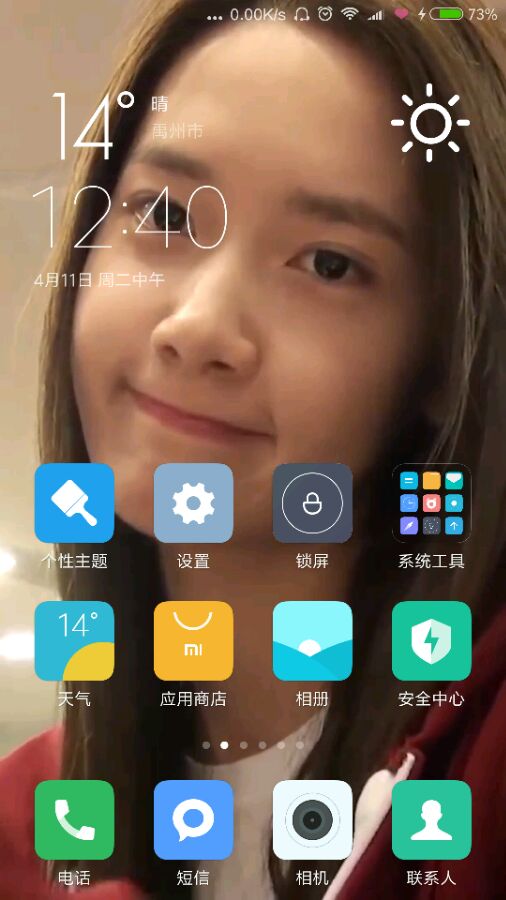 ... 0.00K/s 73%
14° 晴
禹州市
12:40
4月11日 周二中午
个性主题 设置 锁屏 系统工具
14°
mi
天气 应用商店 相册 安全中心
电话 短信 相机 联系人